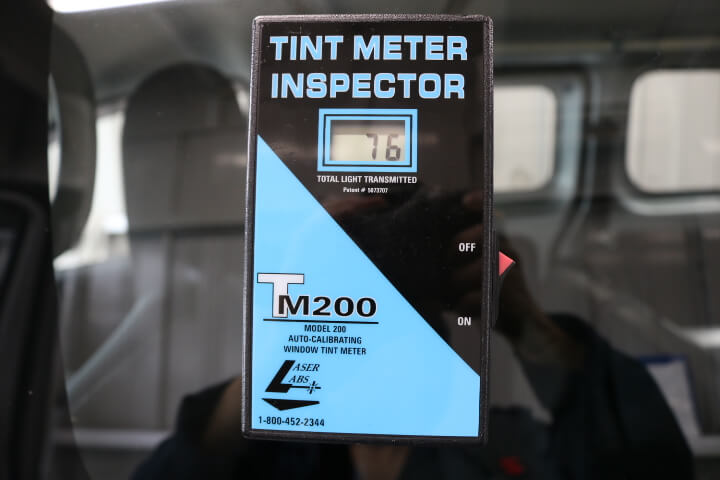 TINT METER
INSPECTOR
76
TOTAL LIGHT TRANSMITTED
Patent # 5073707
OFF
ON
TM200
MODEL 200
AUTO-CALIBRATING
WINDOW TINT METER
LASER
LABS
1-800-452-2344